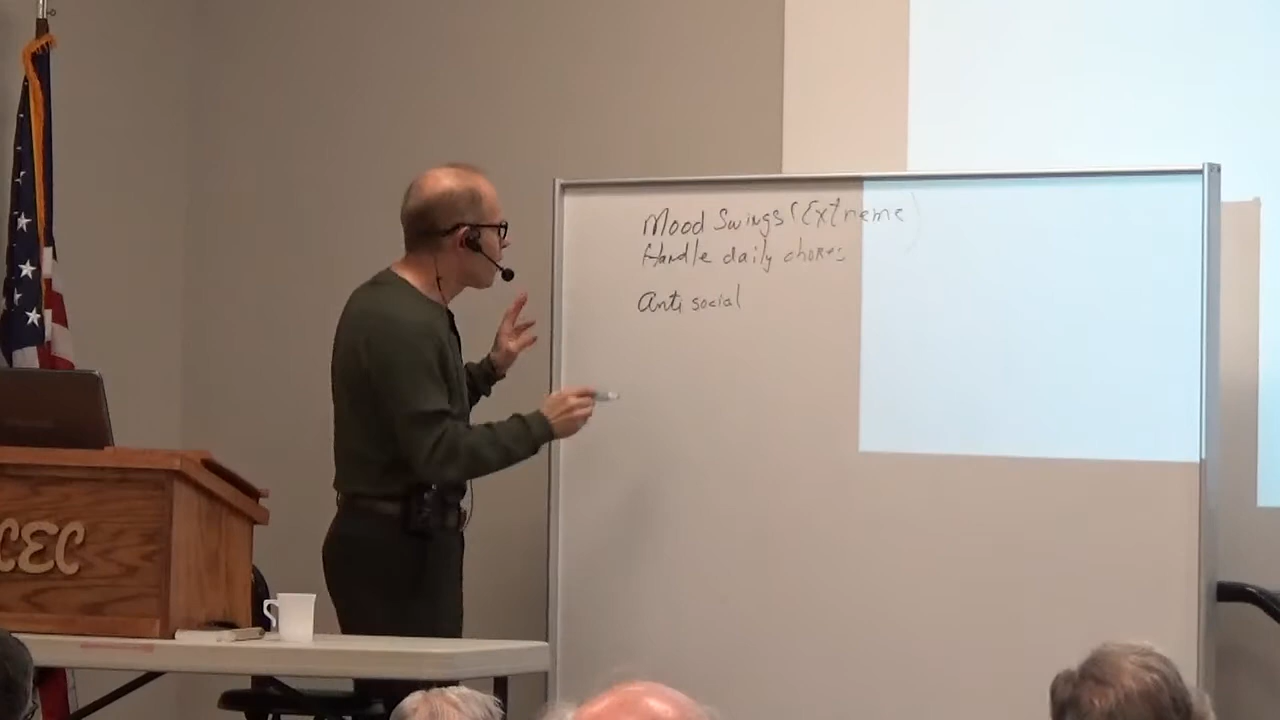 Mood Swings (Extreme)
Handle daily chores
Anti social
CEC